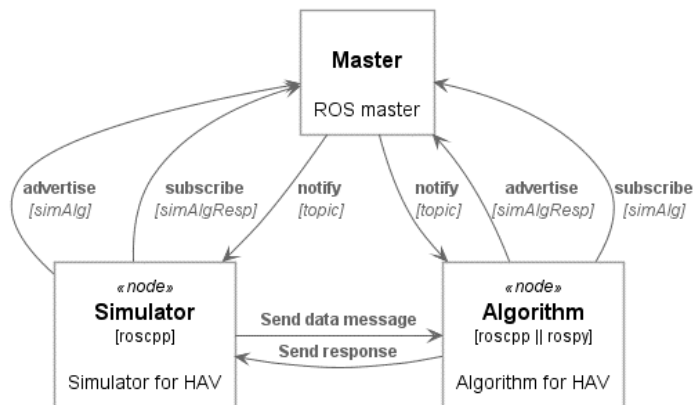 Master
ROS master
advertise
[simAlg]
subscribe
[simAlgResp]
notify
[topic]
notify
[topic]
advertise
[simAlgResp]
subscribe
[simAlg]
«node»
Simulator
[roscpp]
Simulator for HAV
Send data message
Send response
«node»
Algorithm
[roscpp || rospy]
Algorithm for HAV